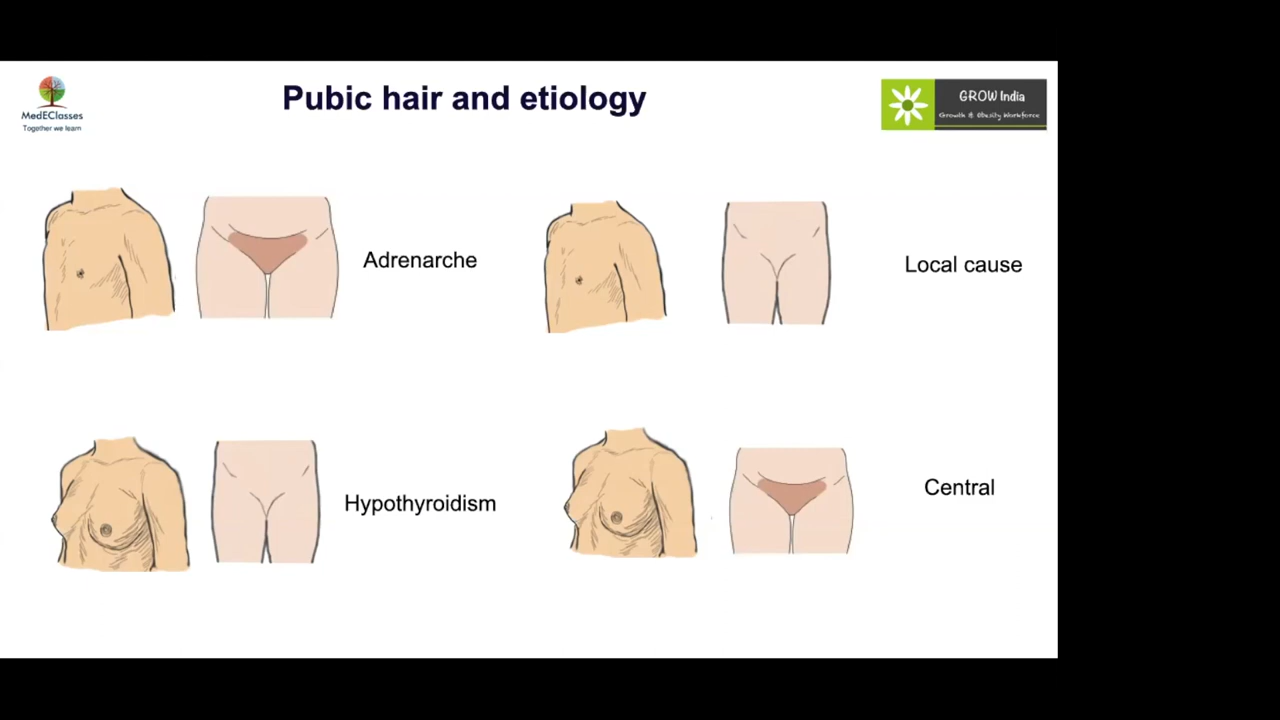 MedEClasses
Together we learn
Pubic hair and etiology
GROW India
Growth & Obesity Workforce
Adrenarche
Local cause
Hypothyroidism
Central